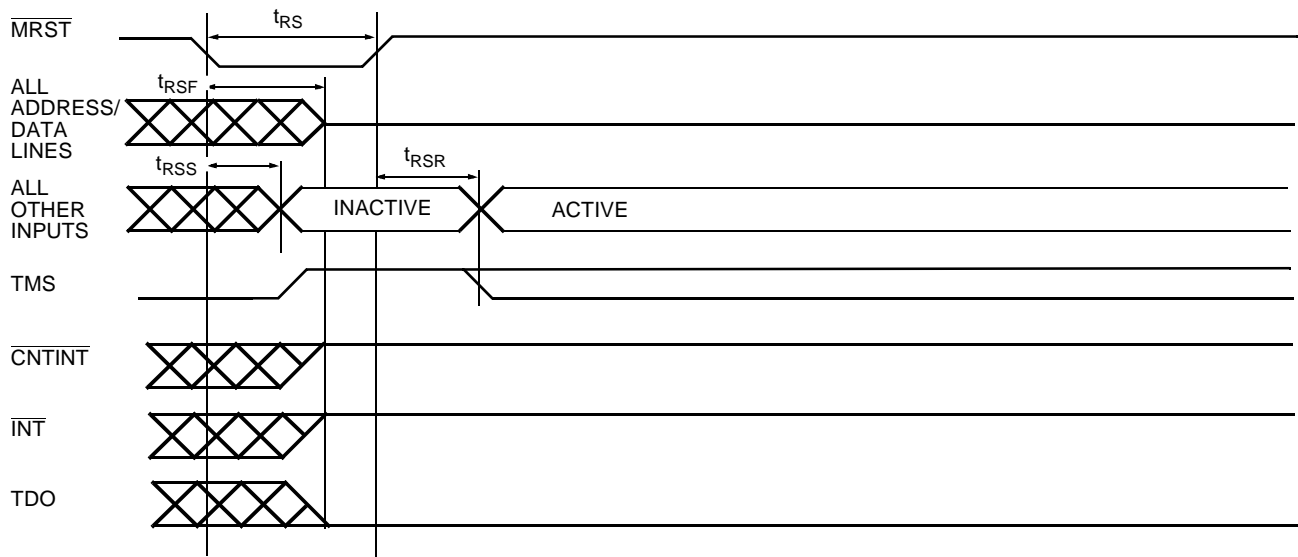 MRST
tRS
ALL
ADDRESS/
DATA
LINES
tRSF
ALL
OTHER
INPUTS
tRSS
tRSR
INACTIVE
ACTIVE
TMS
CNTINT
INT
TDO